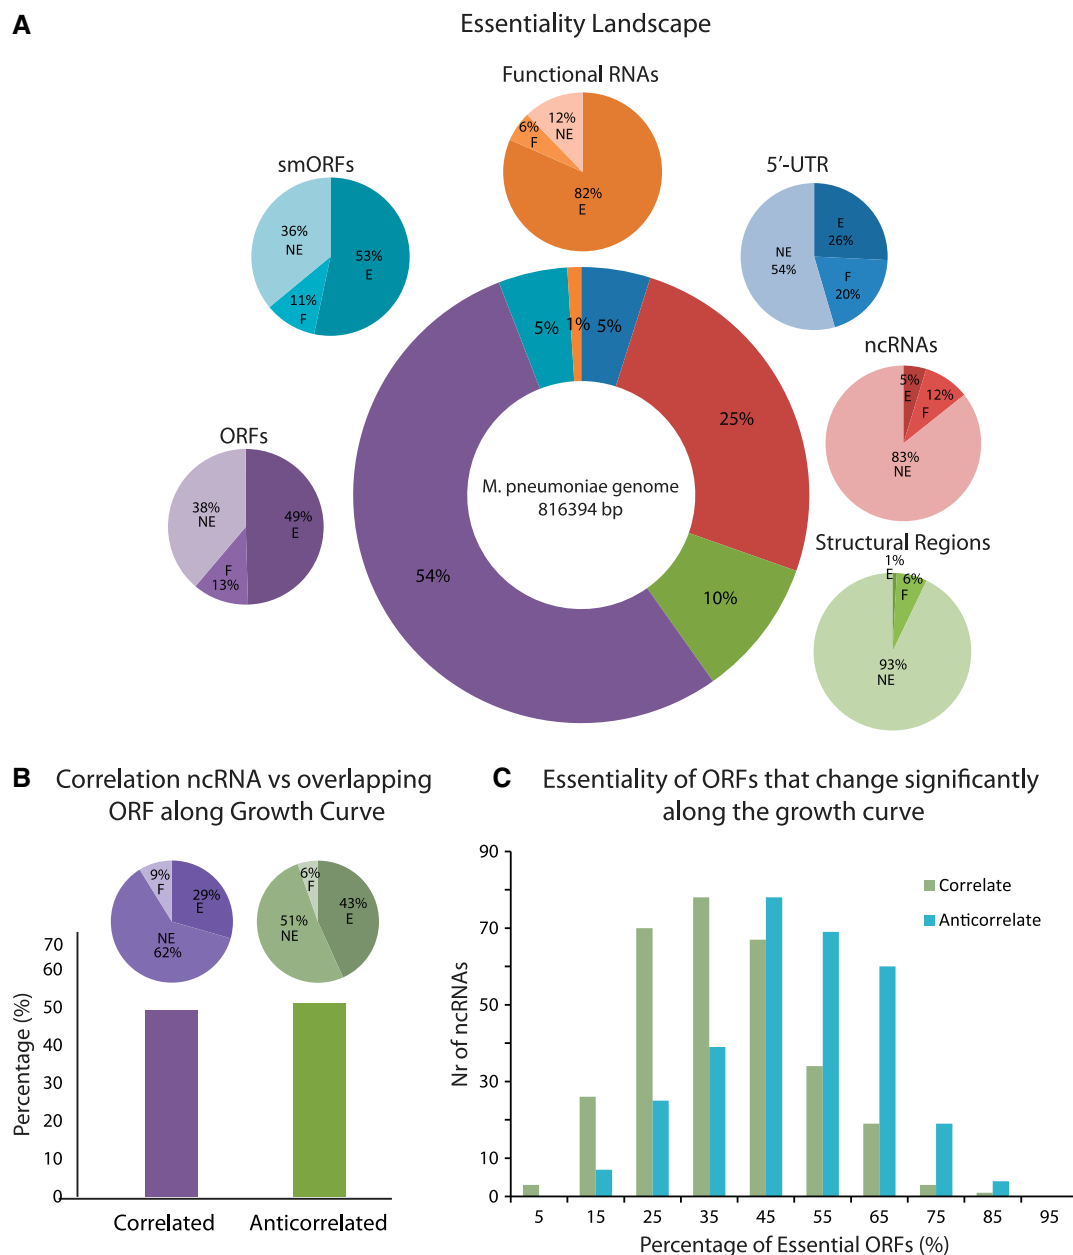 A
Essentiality Landscape
Functional RNAs
12%
NE
6%
F
82%
E
smORFs
36%
NE
53%
E
11%
F
5'-UTR
E
26%
NE
54%
F
20%
5%
1%
5%
25%
10%
54%
M. pneumoniae genome
816394 bp
ncRNAs
5%
E
12%
F
83%
NE
ORFs
38%
NE
49%
E
F
13%
Structural Regions
1%
E
6%
F
93%
NE
B
Correlation ncRNA vs overlapping
ORF along Growth Curve
9%
F
29%
E
NE
62%
6%
F
43%
E
51%
NE
Percentage (%)
70
60
50
40
30
20
10
0
Correlated
Anticorrelated
C
Essentiality of ORFs that change significantly
along the growth curve
Correlate
Anticorrelate
Nr of ncRNAs
90
70
50
30
10
0
5 15 25 35 45 55 65 75 85 95
Percentage of Essential ORFs (%)